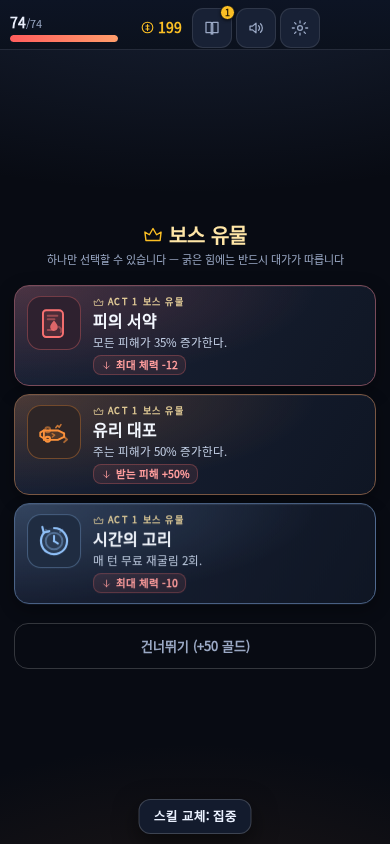 74/74
199
1
보스 유물
하나만 선택할 수 있습니다 — 굵은 힘에는 반드시 대가가 따릅니다
ACT 1 보스 유물
피의 서약
모든 피해가 35% 증가한다.
↓ 최대 체력 -12
ACT 1 보스 유물
유리 대포
주는 피해가 50% 증가한다.
↓ 받는 피해 +50%
ACT 1 보스 유물
시간의 고리
매 턴 무료 재굴림 2회.
↓ 최대 체력 -10
건너뛰기 (+50 골드)
스킬 교체: 집중